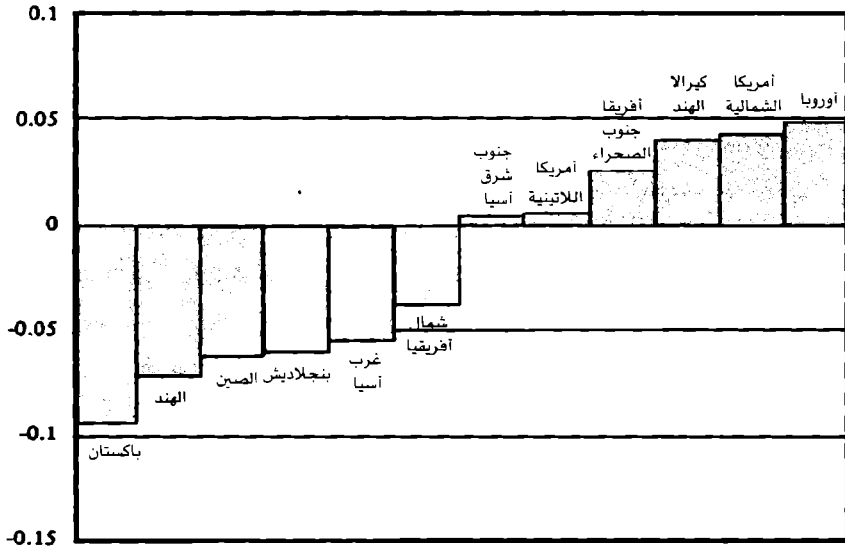 0.1
0.05
0
-0.05
-0.1
-0.15
باكستان
الهند
الصين
بنجلاديش
غرب
آسيا
شمال
أفريقيا
جنوب
شرق
آسيا
أمريكا
اللاتينية
أفريقا
جنوب
الصحراء
كيرالا
الهند
أمريكا
الشمالية
أوروبا